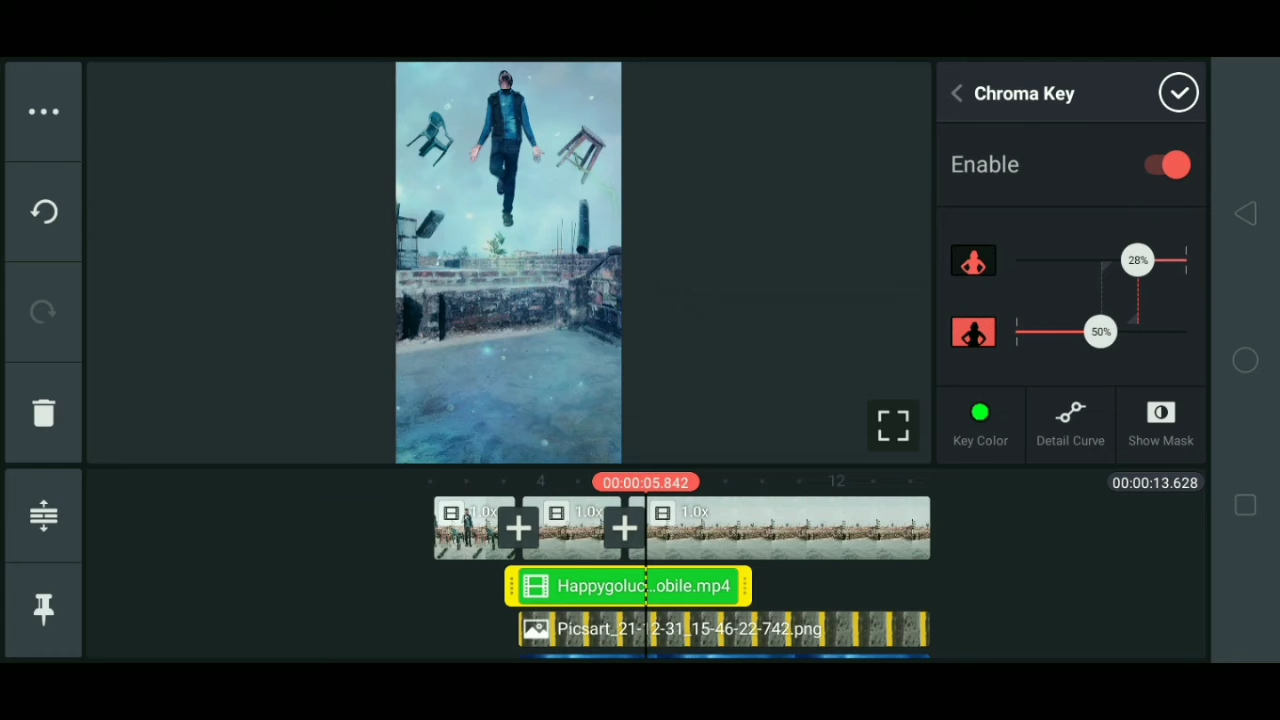 Chroma Key
Enable
28%
50%
Key Color
Detail Curve
Show Mask
4
00:00:05.842
12
00:00:13.628
1.0x
1.0x
1.0x
Happygoluc...obile.mp4
Picsart_21-12-31_15-46-22-742.png